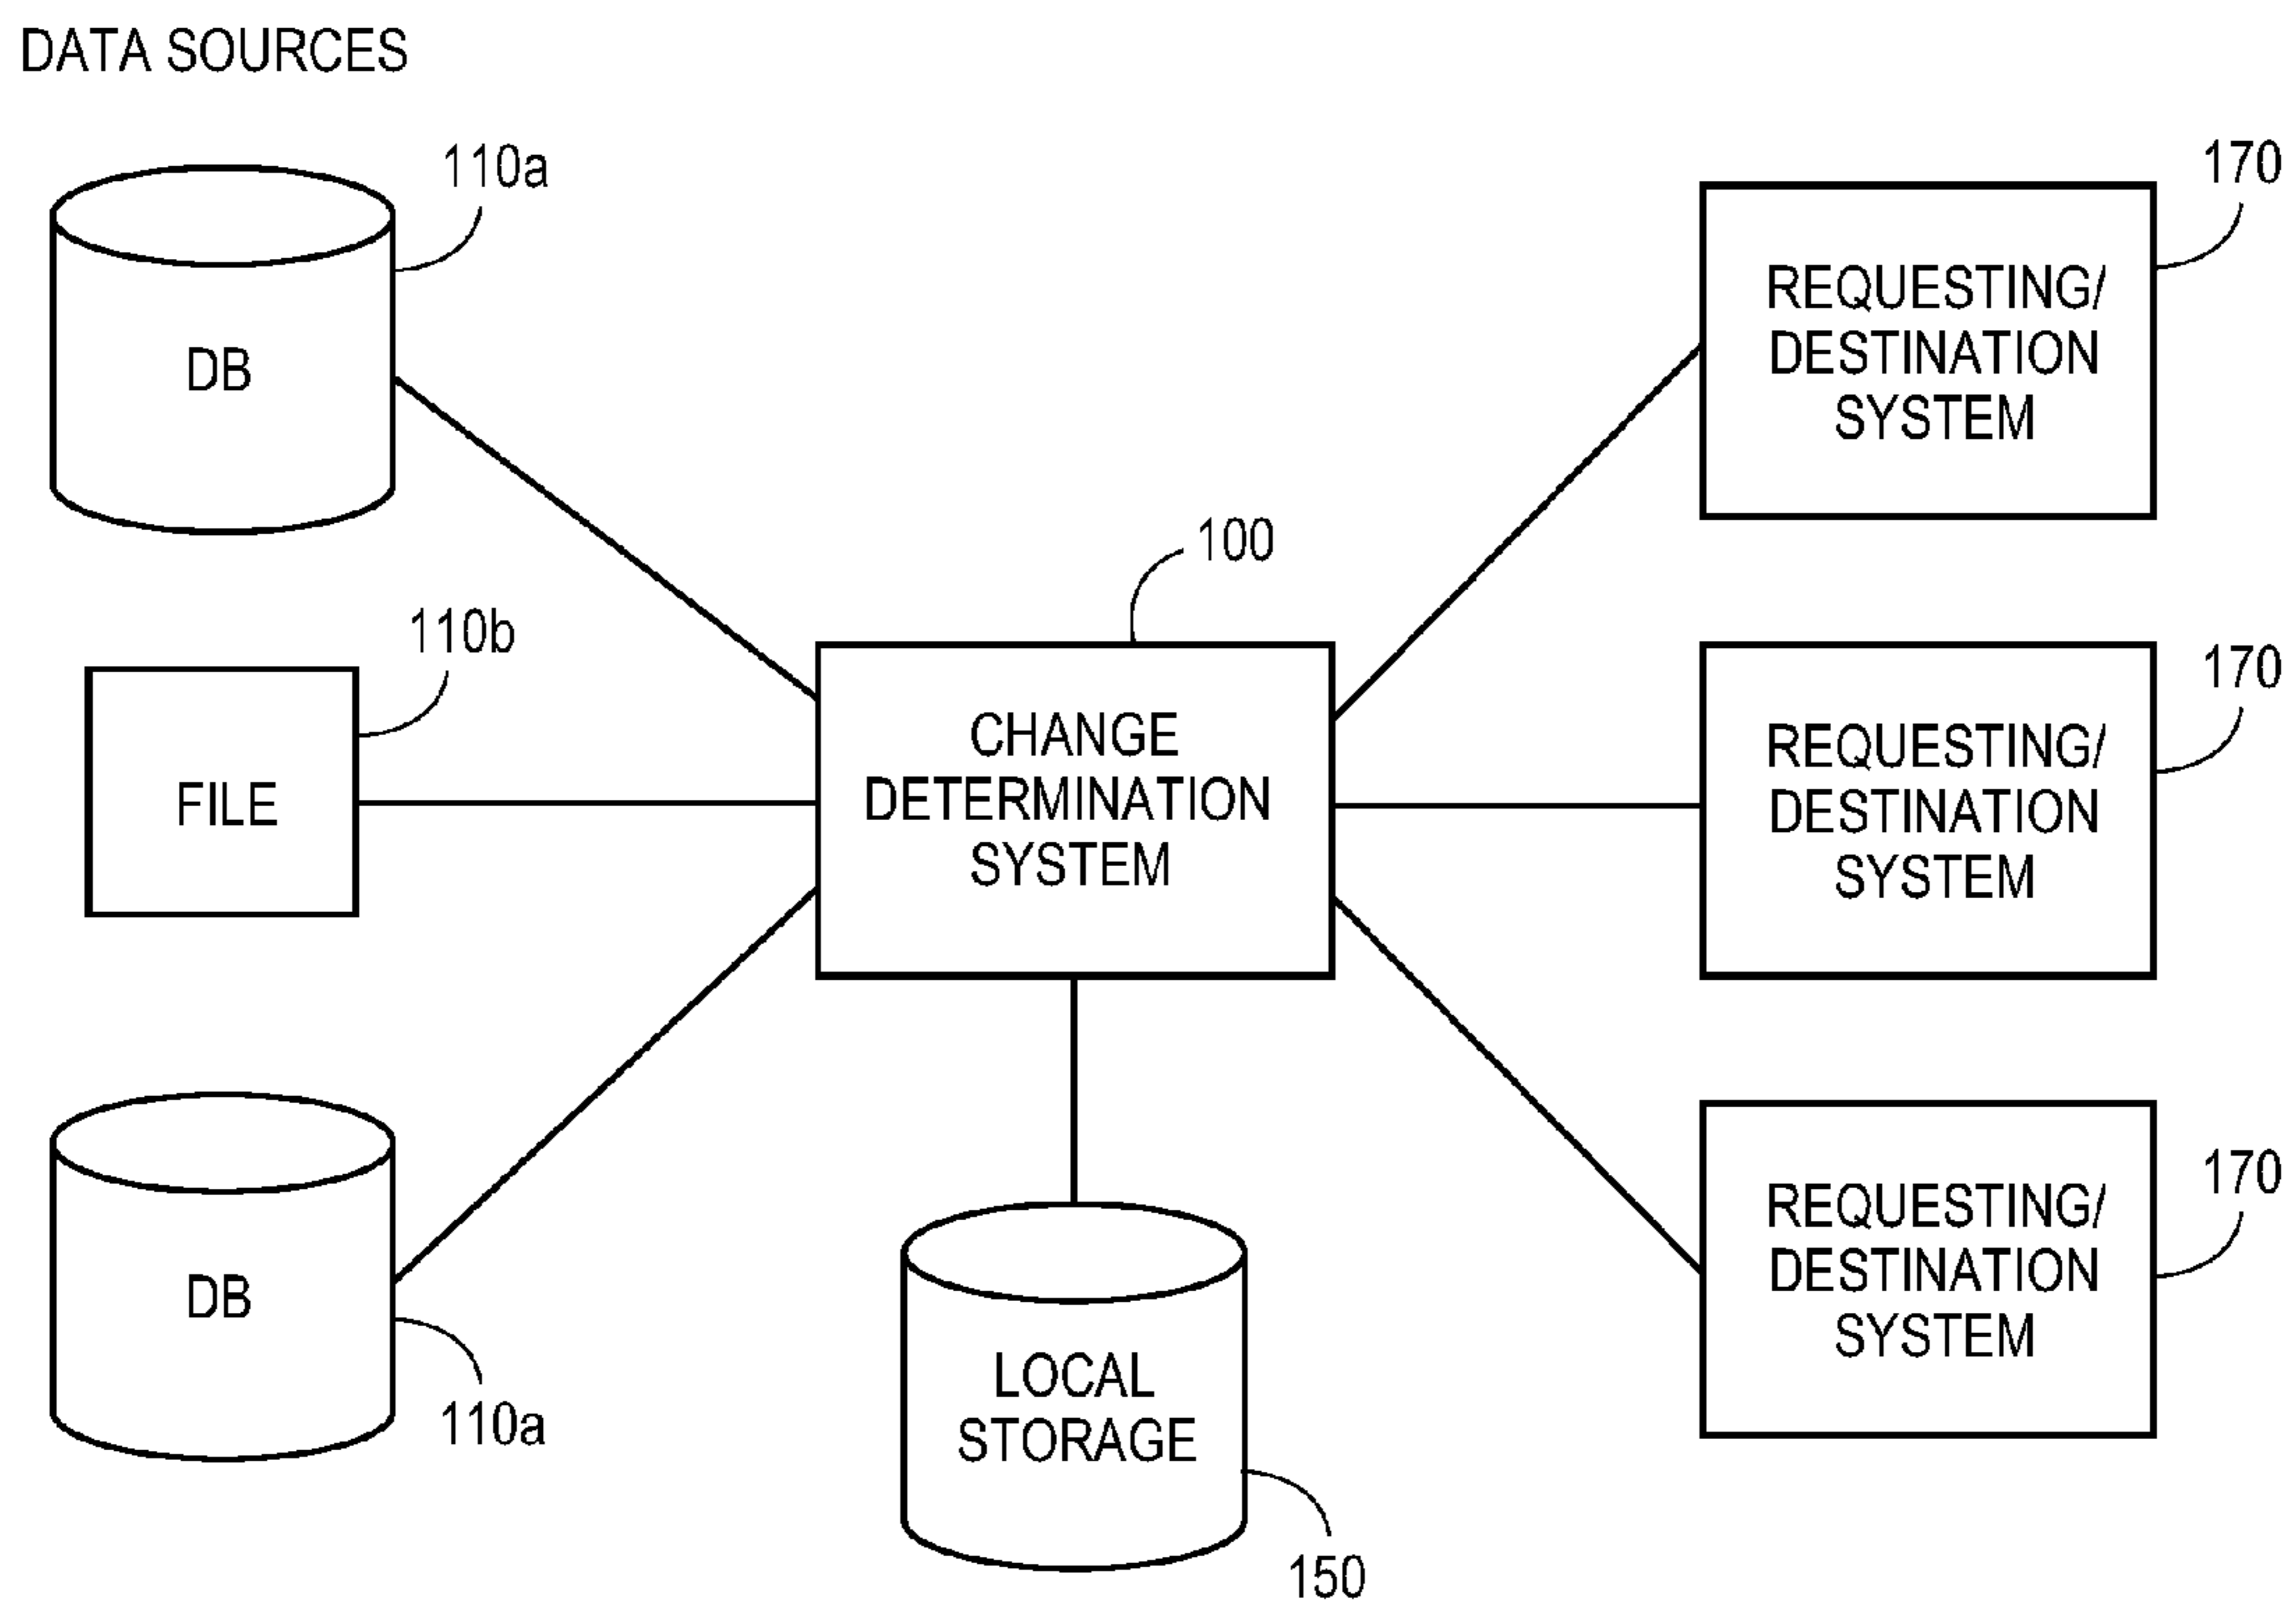 DATA SOURCES
110a
DB
110b
FILE
DB
110a
100
CHANGE
DETERMINATION
SYSTEM
LOCAL
STORAGE
150
170
REQUESTING/
DESTINATION
SYSTEM
170
REQUESTING/
DESTINATION
SYSTEM
170
REQUESTING/
DESTINATION
SYSTEM